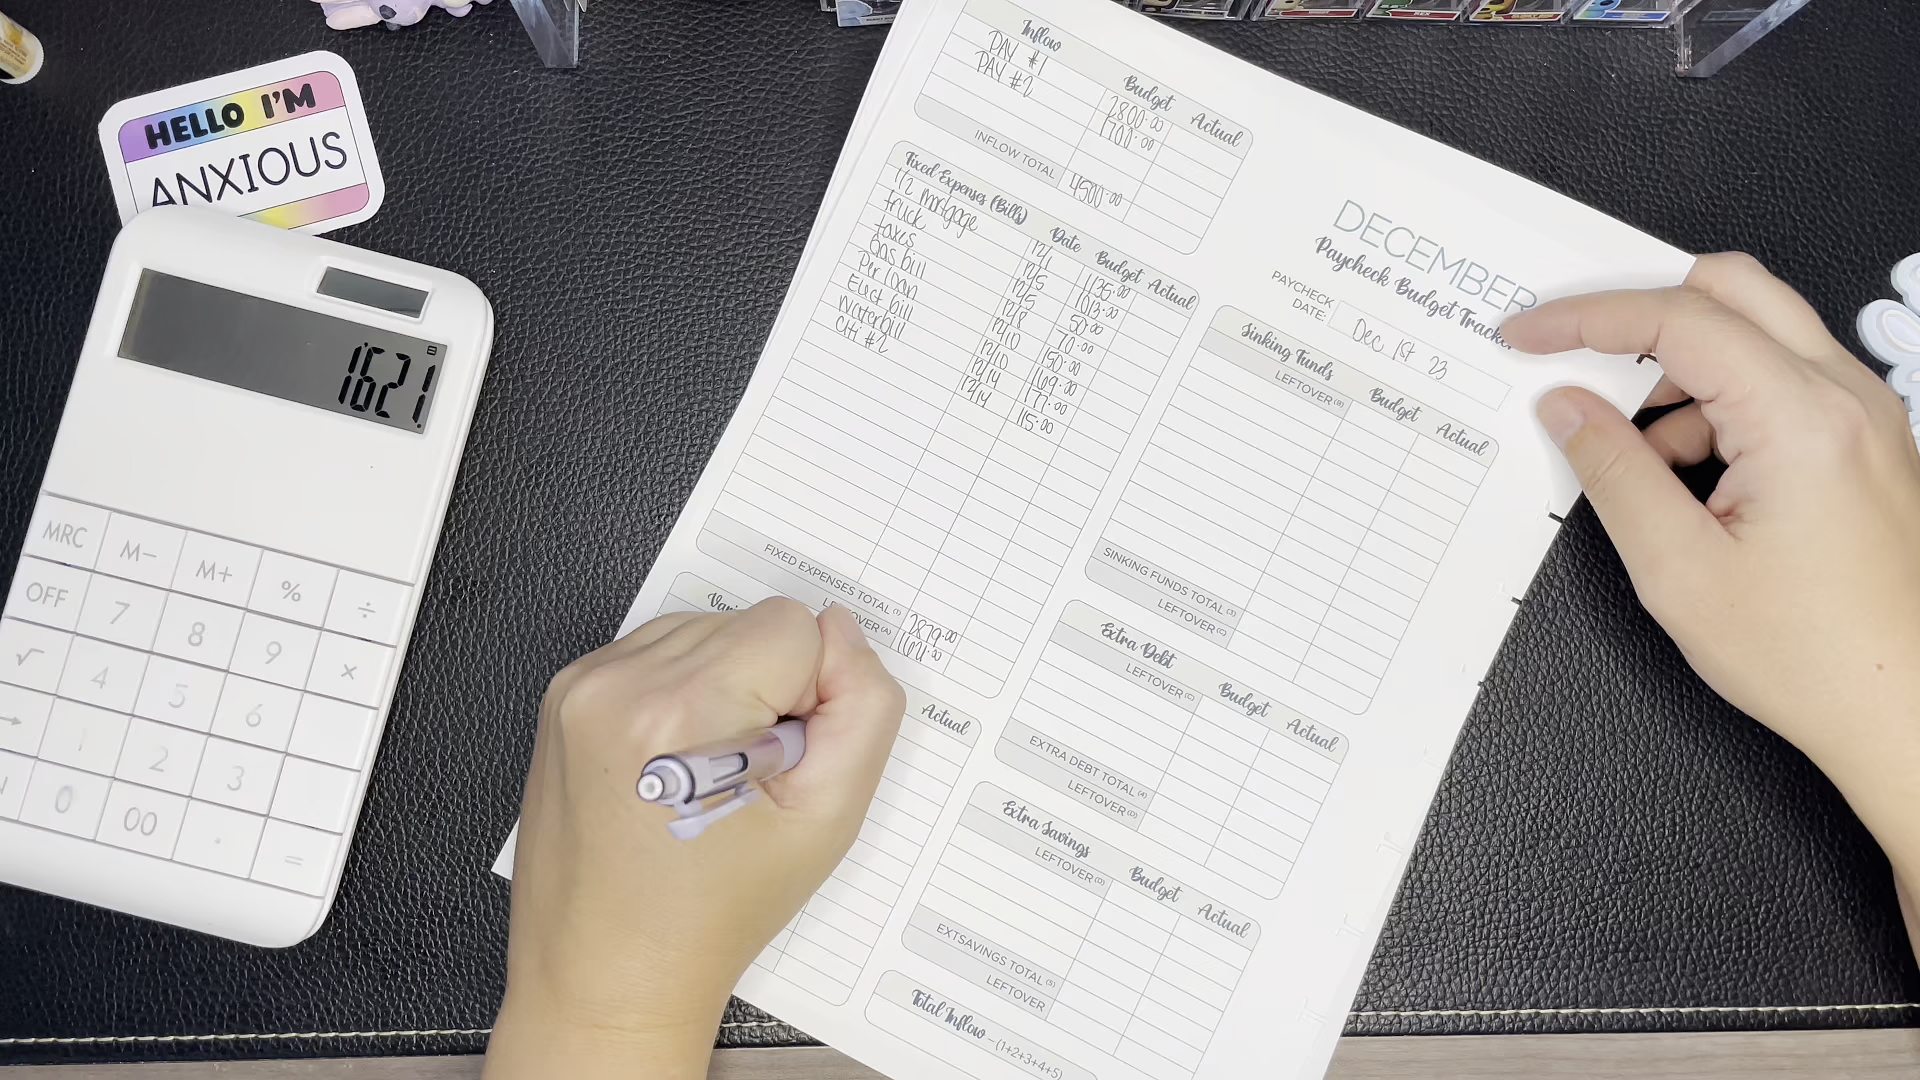 HELLO I'M
ANXIOUS
1621.
MRC M− M+ %
OFF 7 8 9 ÷
√ 4 5 6 ×
→ 1 2 3
0 00 . =
DECEMBER
Paycheck Budget Tracker
PAYCHECK DATE: Dec 1st 23
Inflow Budget Actual
PAY #1 2800.00
PAY #2 1700.00
INFLOW TOTAL 4500.00
Fixed Expenses (Bills) Date Budget Actual
1/2 mortgage 12/1 1135.00
truck 12/5 1013.00
taxes 12/5 50.00
Gas bill 12/8 70.00
Per loan 12/10 150.00
Elect bill 12/10 169.00
Waterbill 12/14 177.00
Citi #2 12/14 115.00
FIXED EXPENSES TOTAL (1) 2879.00
LEFTOVER (A) 1621.00
Actual
Sinking Funds Budget Actual
LEFTOVER (B)
SINKING FUNDS TOTAL (3)
LEFTOVER (C)
Extra Debt Budget Actual
LEFTOVER (C)
EXTRA DEBT TOTAL (4)
LEFTOVER (D)
Extra Savings Budget Actual
LEFTOVER (D)
EXTSAVINGS TOTAL (5)
LEFTOVER
Total Inflow - (1+2+3+4+5)